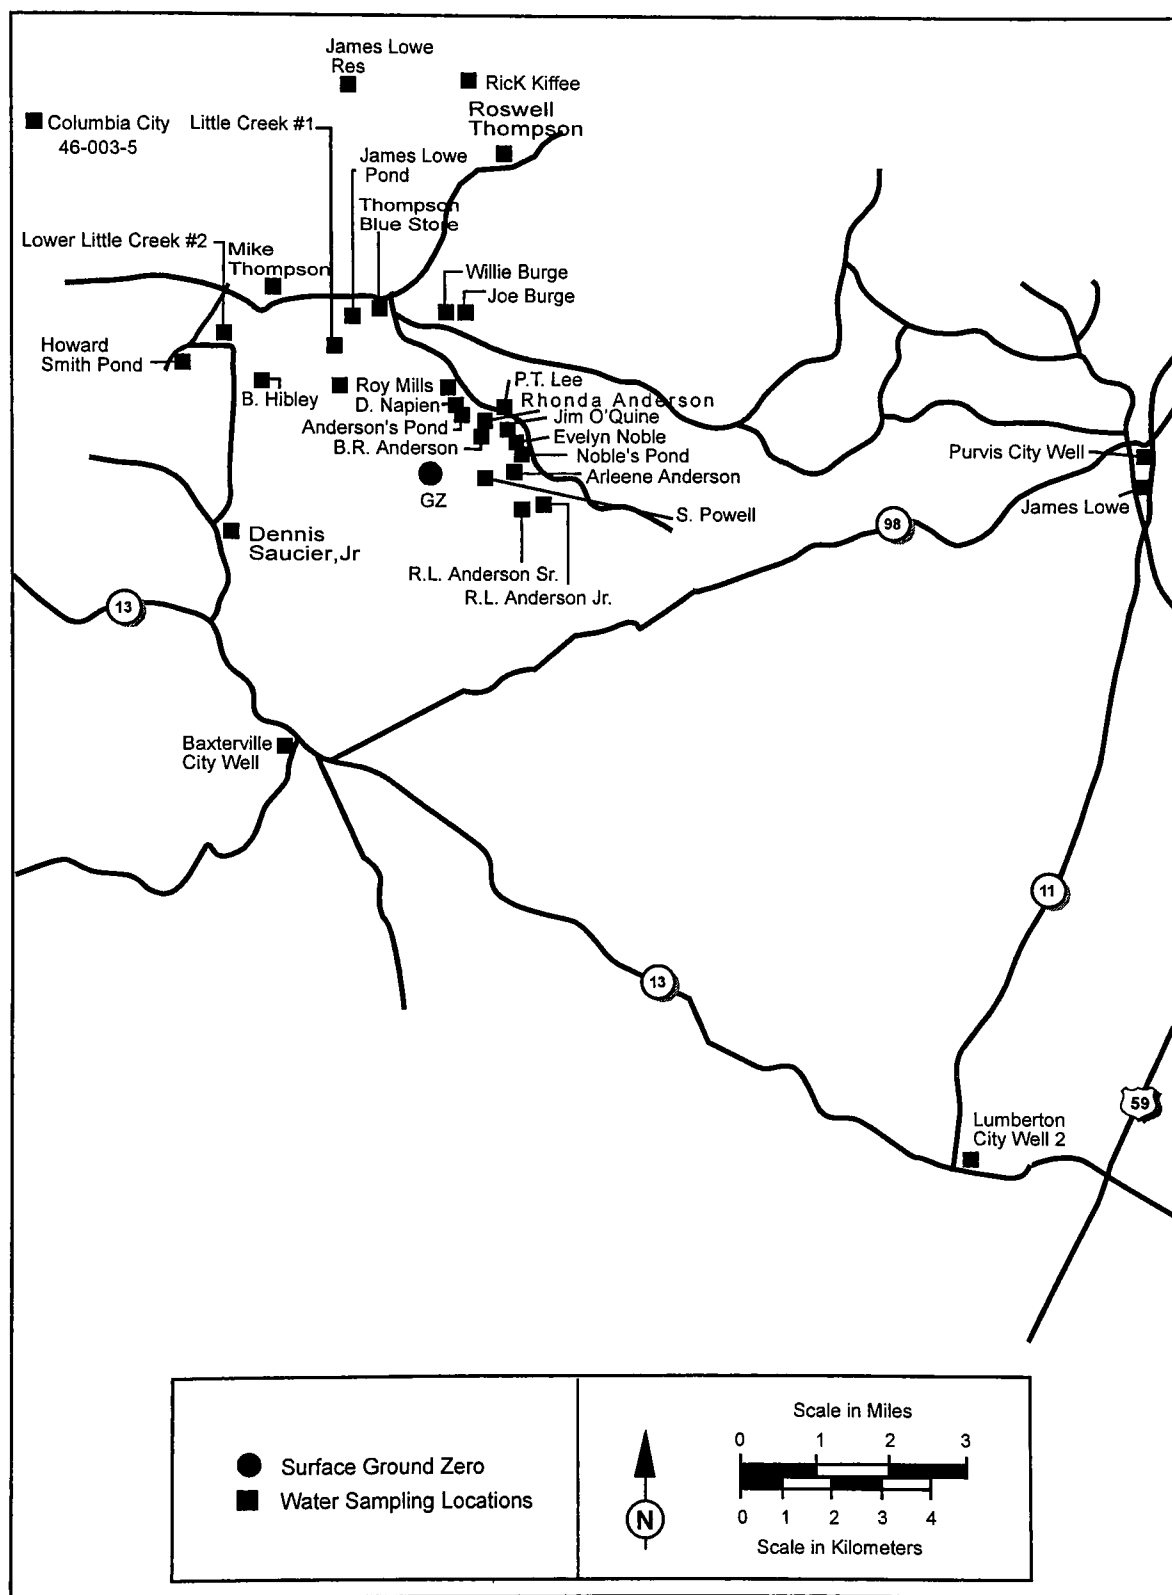 James Lowe
Res
RicK Kiffee
Roswell
Thompson
Columbia City
46-003-5
Little Creek #1
James Lowe
Pond
Thompson
Blue Store
Lower Little Creek #2
Mike
Thompson
Willie Burge
Joe Burge
Howard
Smith Pond
B. Hibley
Roy Mills
D. Napien
Anderson's Pond
B.R. Anderson
P.T. Lee
Rhonda Anderson
Jim O'Quine
Evelyn Noble
Noble's Pond
Arleene Anderson
S. Powell
GZ
Purvis City Well
James Lowe
Dennis
Saucier,Jr
R.L. Anderson Sr.
R.L. Anderson Jr.
98
13
Baxterville
City Well
11
13
59
Lumberton
City Well 2
Surface Ground Zero
Water Sampling Locations
N
Scale in Miles
0 1 2 3
0 1 2 3 4
Scale in Kilometers